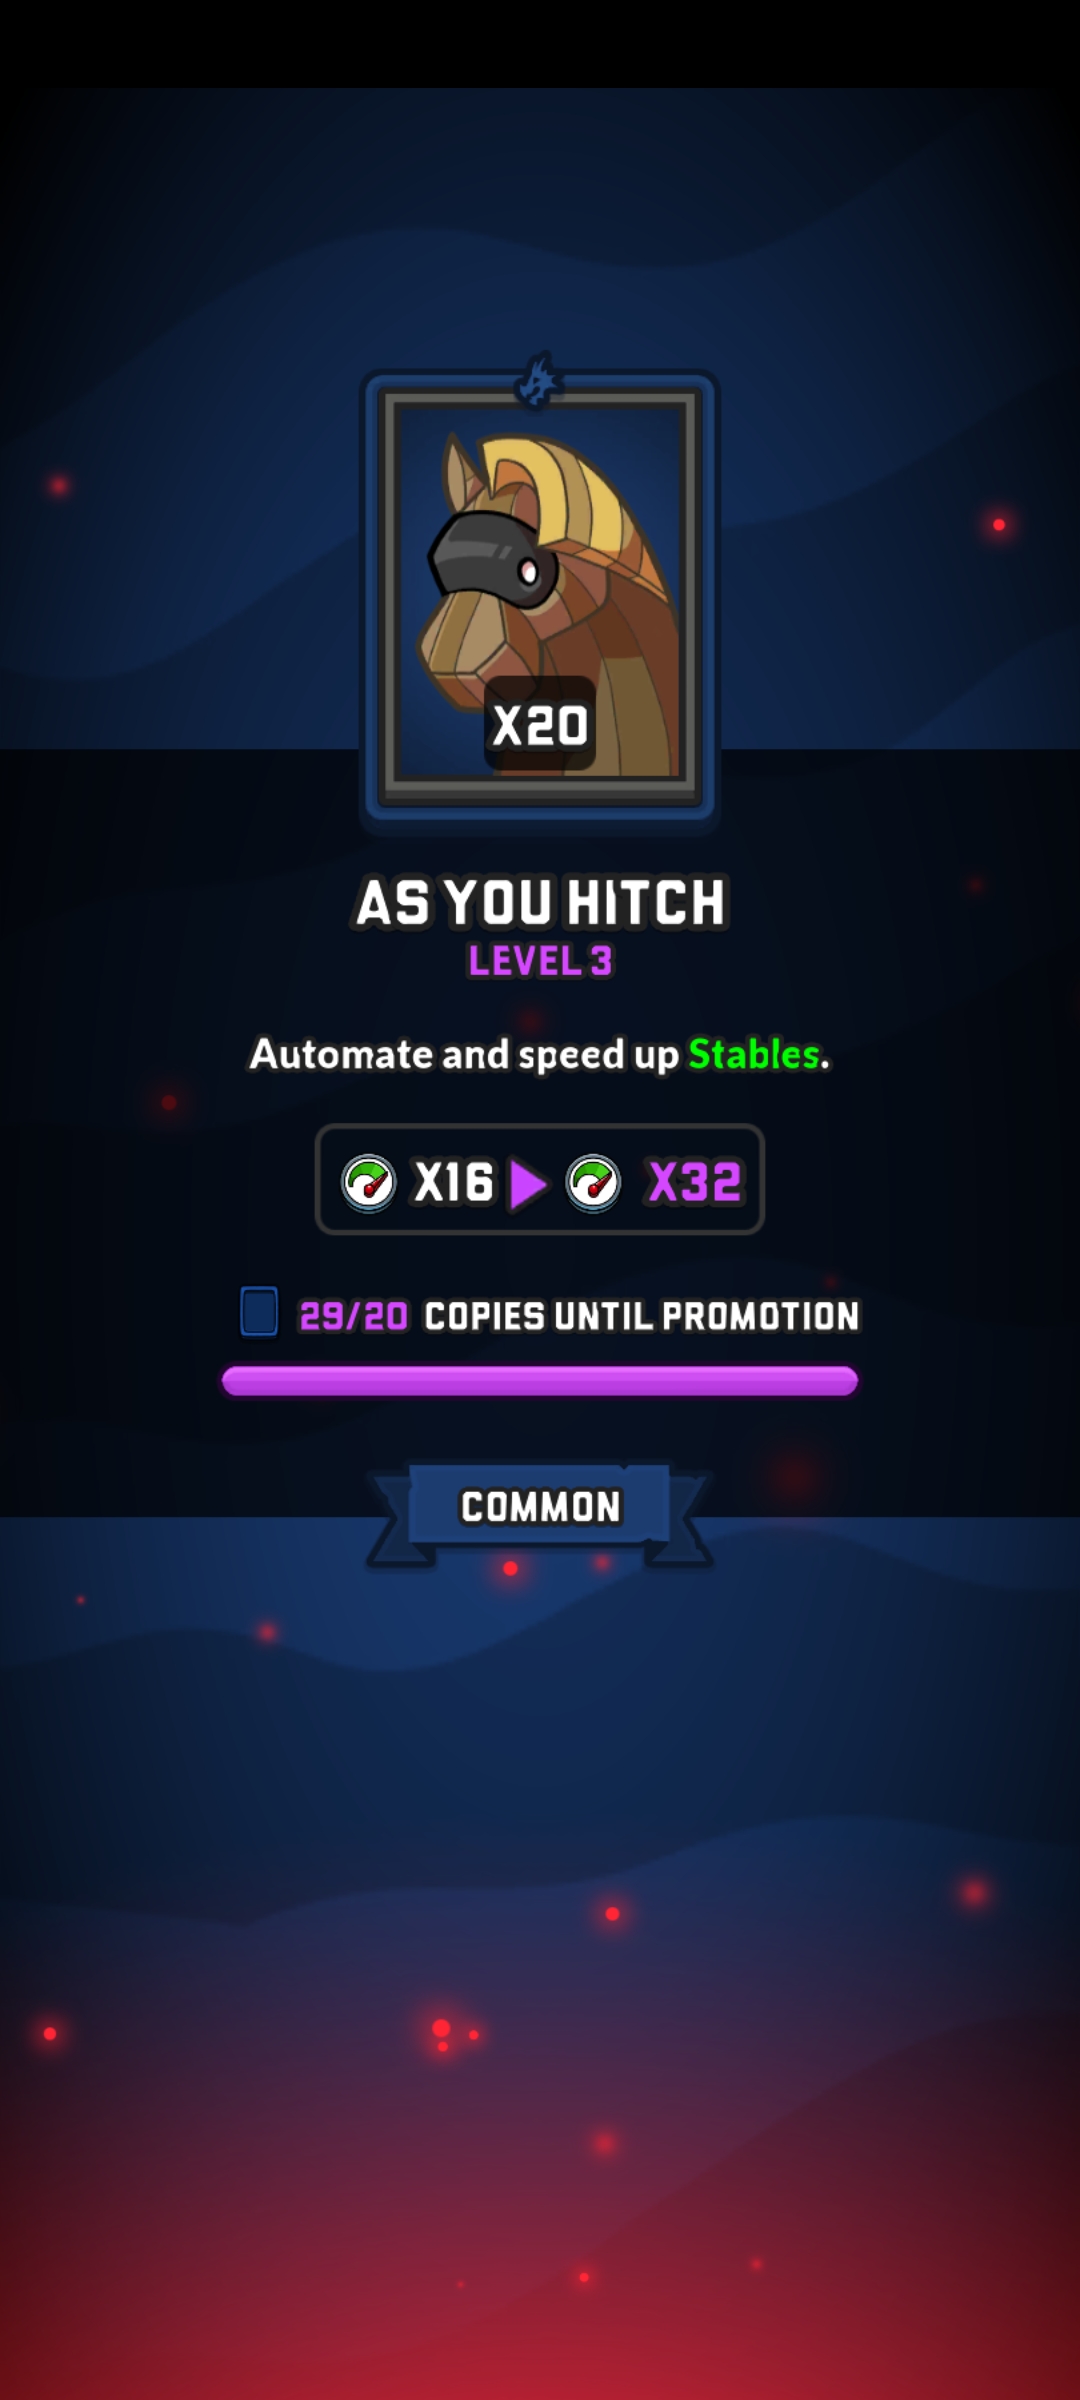 X20
AS YOU HITCH
LEVEL 3
Automate and speed up Stables.
X16 X32
29/20 COPIES UNTIL PROMOTION
COMMON